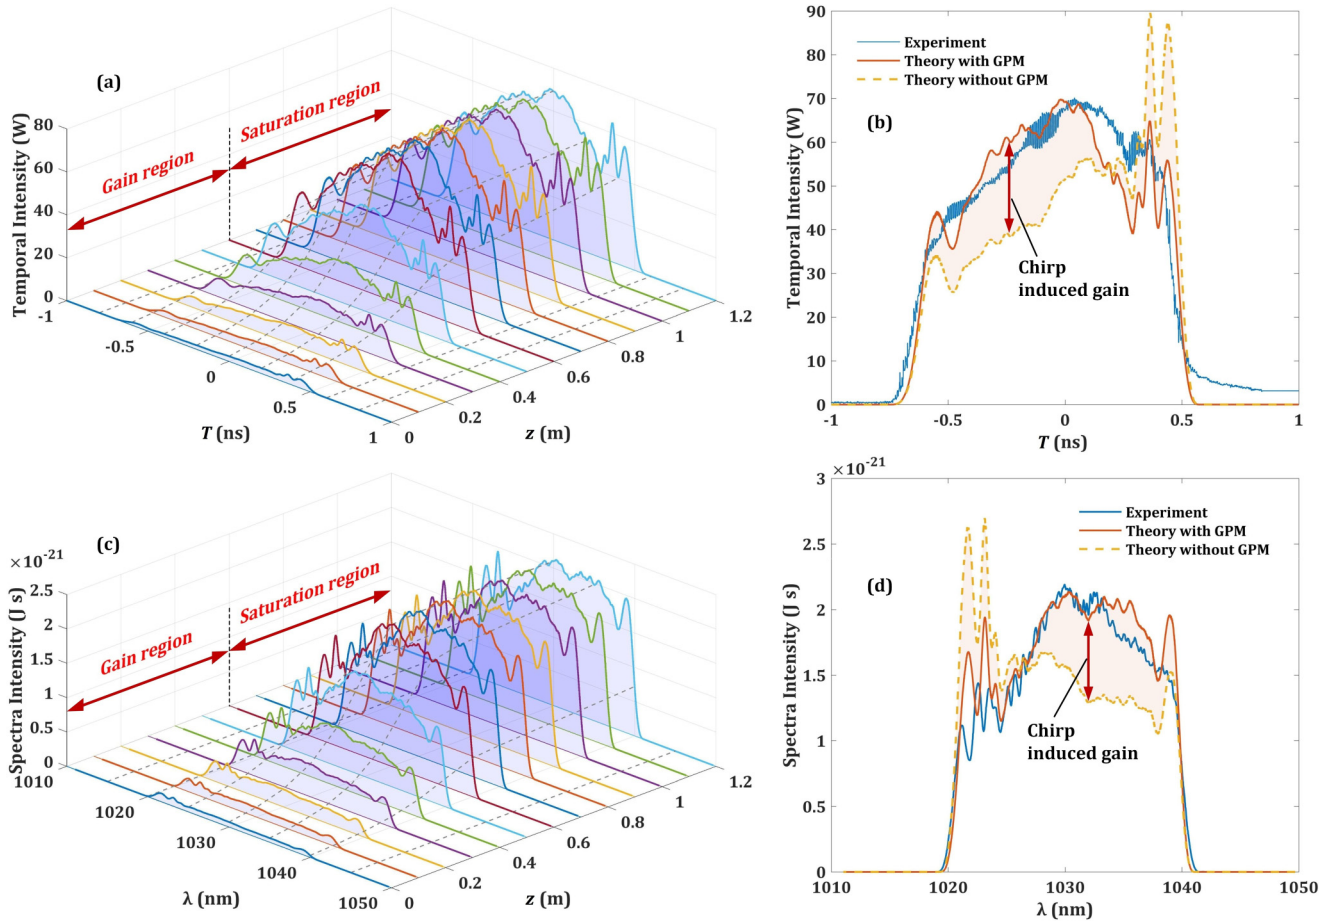 (a)
Gain region
Saturation region
Temporal Intensity (W)
80
60
40
20
0
-1
-0.5
0
0.5
1
T (ns)
0
0.2
0.4
0.6
0.8
1
1.2
z (m)
(b)
Experiment
Theory with GPM
Theory without GPM
Chirp
induced gain
Temporal Intensity (W)
90
80
70
60
50
40
30
20
10
0
-1
-0.5
0
0.5
1
T (ns)
(c)
Gain region
Saturation region
×10-21
Spectra Intensity (J s)
2.5
2
1.5
1
0.5
0
1010
1020
1030
1040
1050
λ (nm)
0
0.2
0.4
0.6
0.8
1
1.2
z (m)
(d)
× 10-21
Experiment
Theory with GPM
Theory without GPM
Chirp
induced gain
Spectra Intensity (J s)
3
2.5
2
1.5
1
0.5
0
1010
1020
1030
1040
1050
λ (nm)